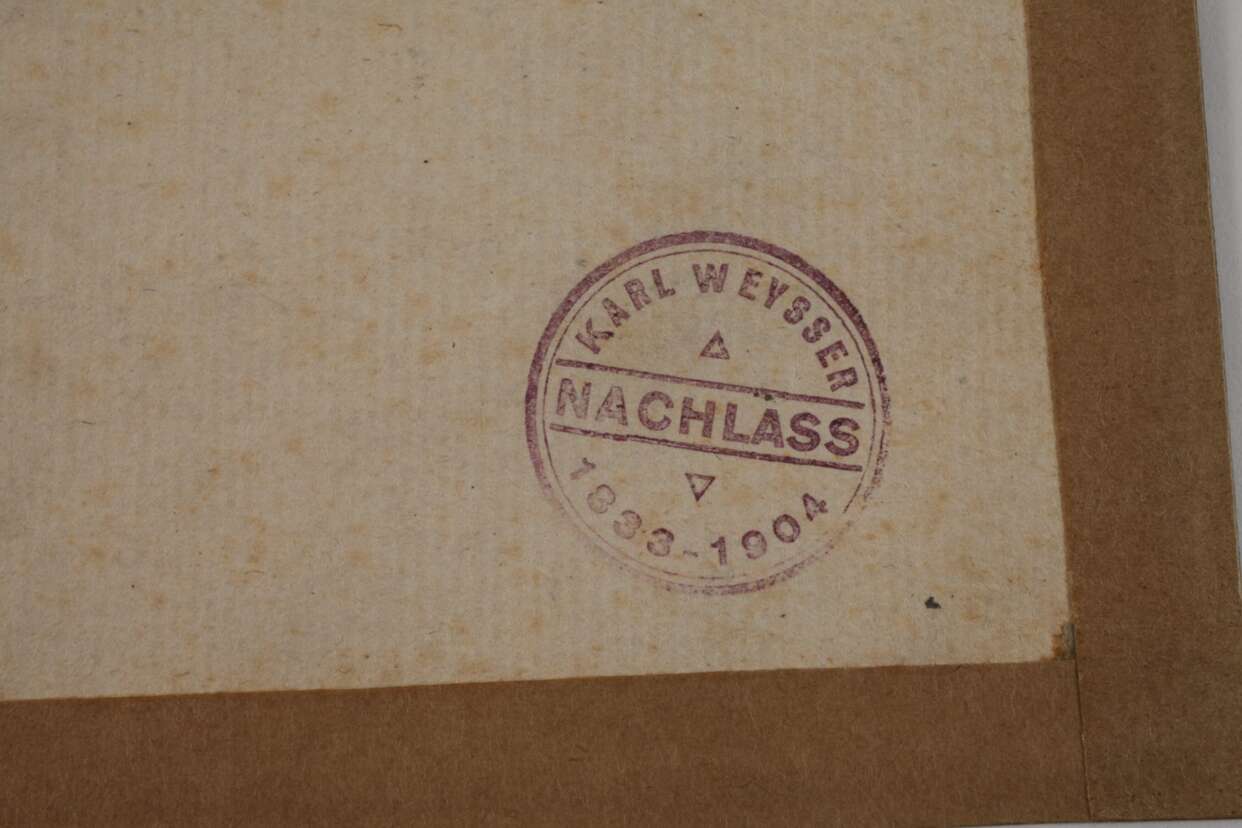 KARL WEYSSER
NACHLASS
1833-1904